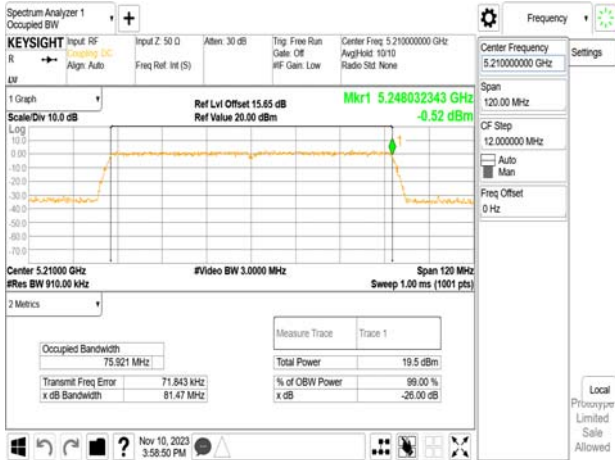 Spectrum Analyzer 1
Occupied BW
+
Frequency
KEYSIGHT
R
Input: RF
Coupling: DC
Align: Auto
Input Z: 50 Ω
Freq Ref: Int (S)
Atten: 30 dB
Trig: Free Run
Gate: Off
#IF Gain: Low
Center Freq: 5.210000000 GHz
Avg|Hold: 10/10
Radio Std: None
Center Frequency
5.210000000 GHz
Settings
Span
120.00 MHz
CF Step
12.000000 MHz
Auto
Man
Freq Offset
0 Hz
Local
Prototype
Limited
Sale
Allowed
1 Graph
Scale/Div 10.0 dB
Ref Lvl Offset 15.65 dB
Ref Value 20.00 dBm
Mkr1 5.248032343 GHz
-0.52 dBm
Log
10.0
0.00
-10.0
-20.0
-30.0
-40.0
-50.0
-60.0
-70.0
1
Center 5.21000 GHz
#Res BW 910.00 kHz
#Video BW 3.0000 MHz
Span 120 MHz
Sweep 1.00 ms (1001 pts)
2 Metrics
Measure Trace Trace 1
Occupied Bandwidth
75.921 MHz
Total Power 19.5 dBm
Transmit Freq Error 71.843 kHz
% of OBW Power 99.00 %
x dB Bandwidth 81.47 MHz
x dB -26.00 dB
?
Nov 10, 2023
3:58:50 PM